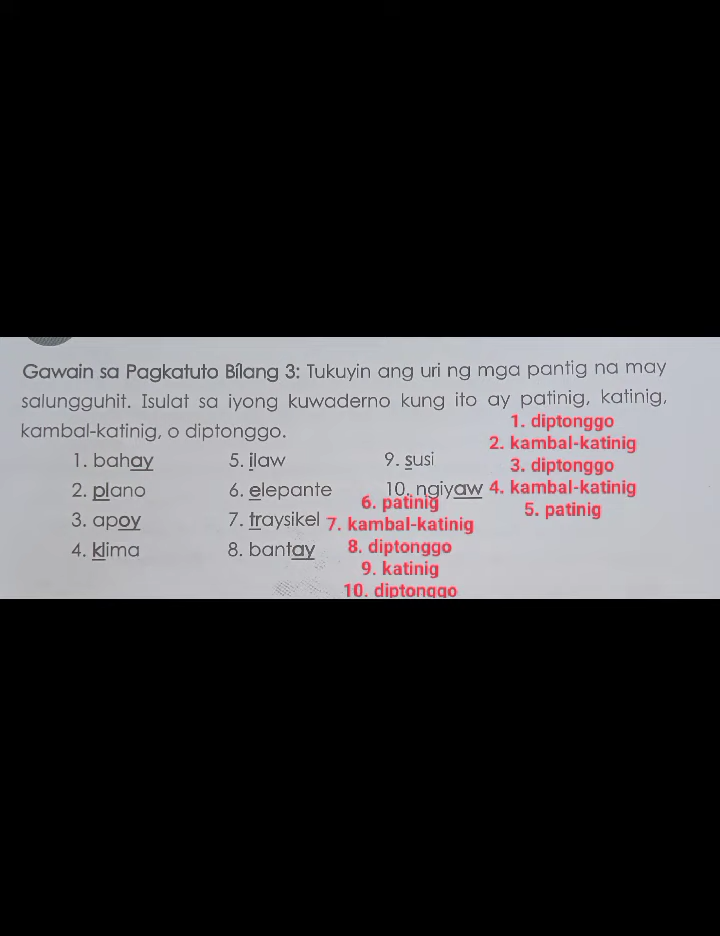 Gawain sa Pagkatuto Bilang 3: Tukuyin ang uri ng mga pantig na may
salungguhit. Isulat sa iyong kuwaderno kung ito ay patinig, katinig,
kambal-katinig, o diptonggo.
1. bahay
2. plano
3. apoy
4. klima
5. ilaw
6. elepante
7. traysikel
8. bantay
9. susi
10. ngiyaw
1. diptonggo
2. kambal-katinig
3. diptonggo
4. kambal-katinig
5. patinig
6. patinig
7. kambal-katinig
8. diptonggo
9. katinig
10. diptonggo